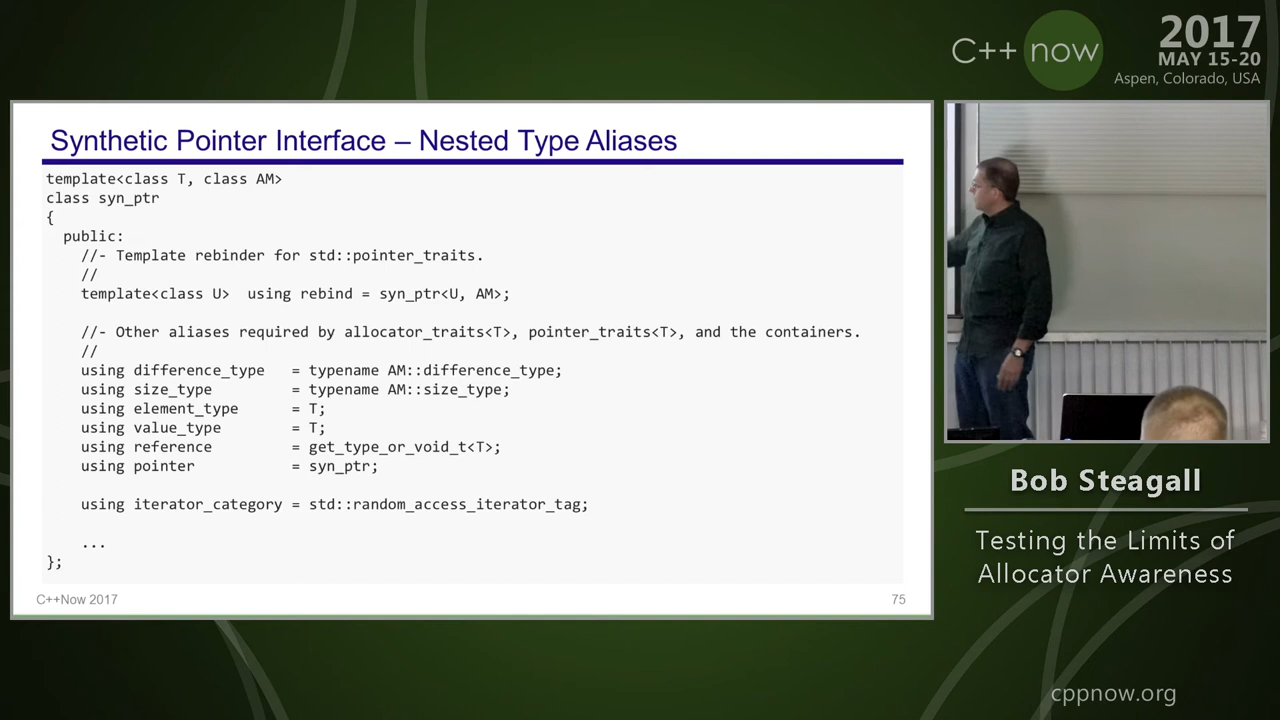 C++ now
2017
MAY 15-20
Aspen, Colorado, USA
Synthetic Pointer Interface – Nested Type Aliases
template<class T, class AM>
class syn_ptr
{
  public:
    //- Template rebinder for std::pointer_traits.
    //
    template<class U>  using rebind = syn_ptr<U, AM>;

    //- Other aliases required by allocator_traits<T>, pointer_traits<T>, and the containers.
    //
    using difference_type   = typename AM::difference_type;
    using size_type         = typename AM::size_type;
    using element_type      = T;
    using value_type        = T;
    using reference         = get_type_or_void_t<T>;
    using pointer           = syn_ptr;

    using iterator_category = std::random_access_iterator_tag;

    ...
};
C++Now 2017
75
Bob Steagall
Testing the Limits of
Allocator Awareness
cppnow.org